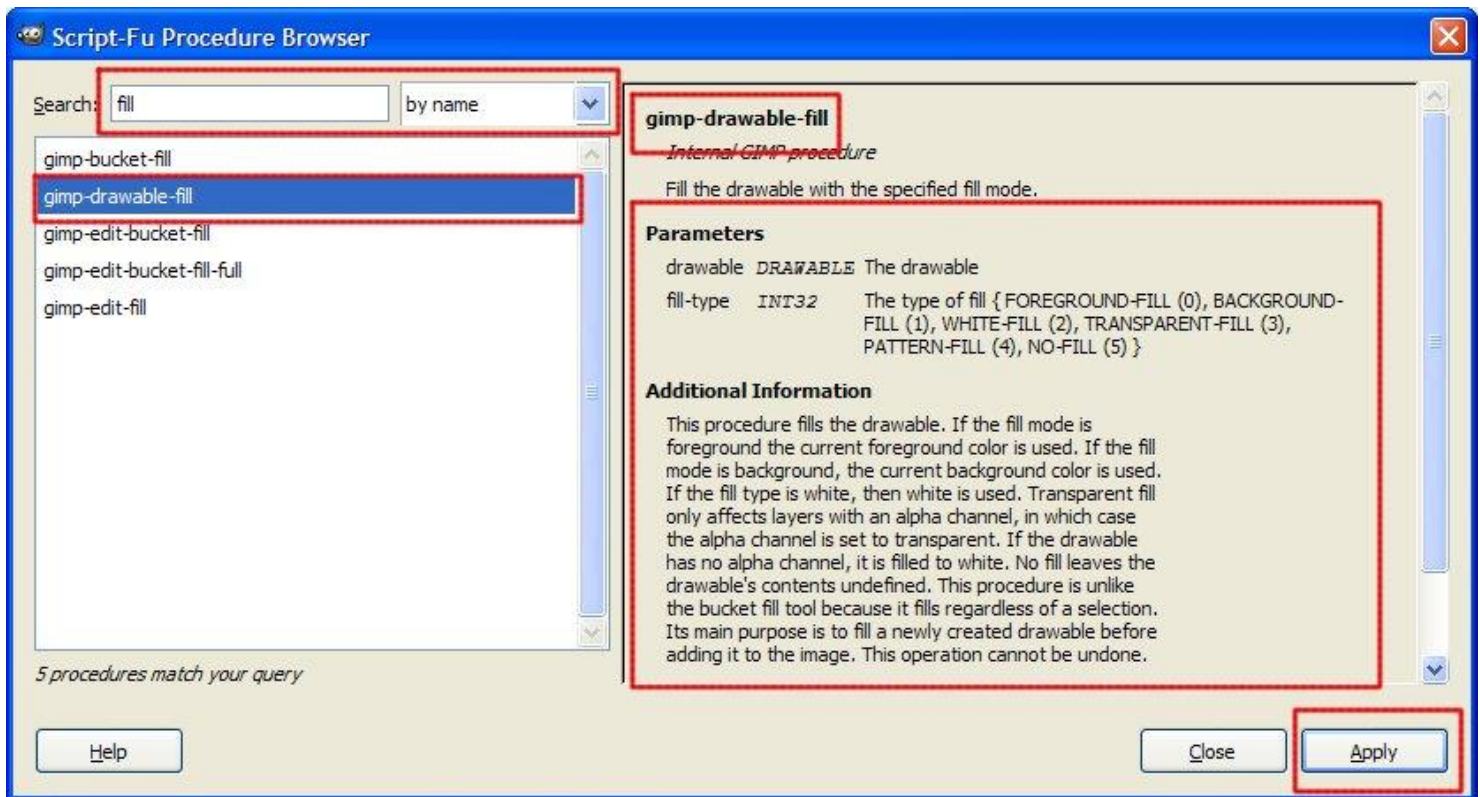 Script-Fu Procedure Browser
Search: fill by name
gimp-bucket-fill
gimp-drawable-fill
gimp-edit-bucket-fill
gimp-edit-bucket-fill-full
gimp-edit-fill
5 procedures match your query
gimp-drawable-fill
Internal GIMP procedure
Fill the drawable with the specified fill mode.
Parameters
drawable DRAWABLE The drawable
fill-type INT32 The type of fill { FOREGROUND-FILL (0), BACKGROUND-
FILL (1), WHITE-FILL (2), TRANSPARENT-FILL (3),
PATTERN-FILL (4), NO-FILL (5) }
Additional Information
This procedure fills the drawable. If the fill mode is
foreground the current foreground color is used. If the fill
mode is background, the current background color is used.
If the fill type is white, then white is used. Transparent fill
only affects layers with an alpha channel, in which case
the alpha channel is set to transparent. If the drawable
has no alpha channel, it is filled to white. No fill leaves the
drawable's contents undefined. This procedure is unlike
the bucket fill tool because it fills regardless of a selection.
Its main purpose is to fill a newly created drawable before
adding it to the image. This operation cannot be undone.
Help
Close
Apply